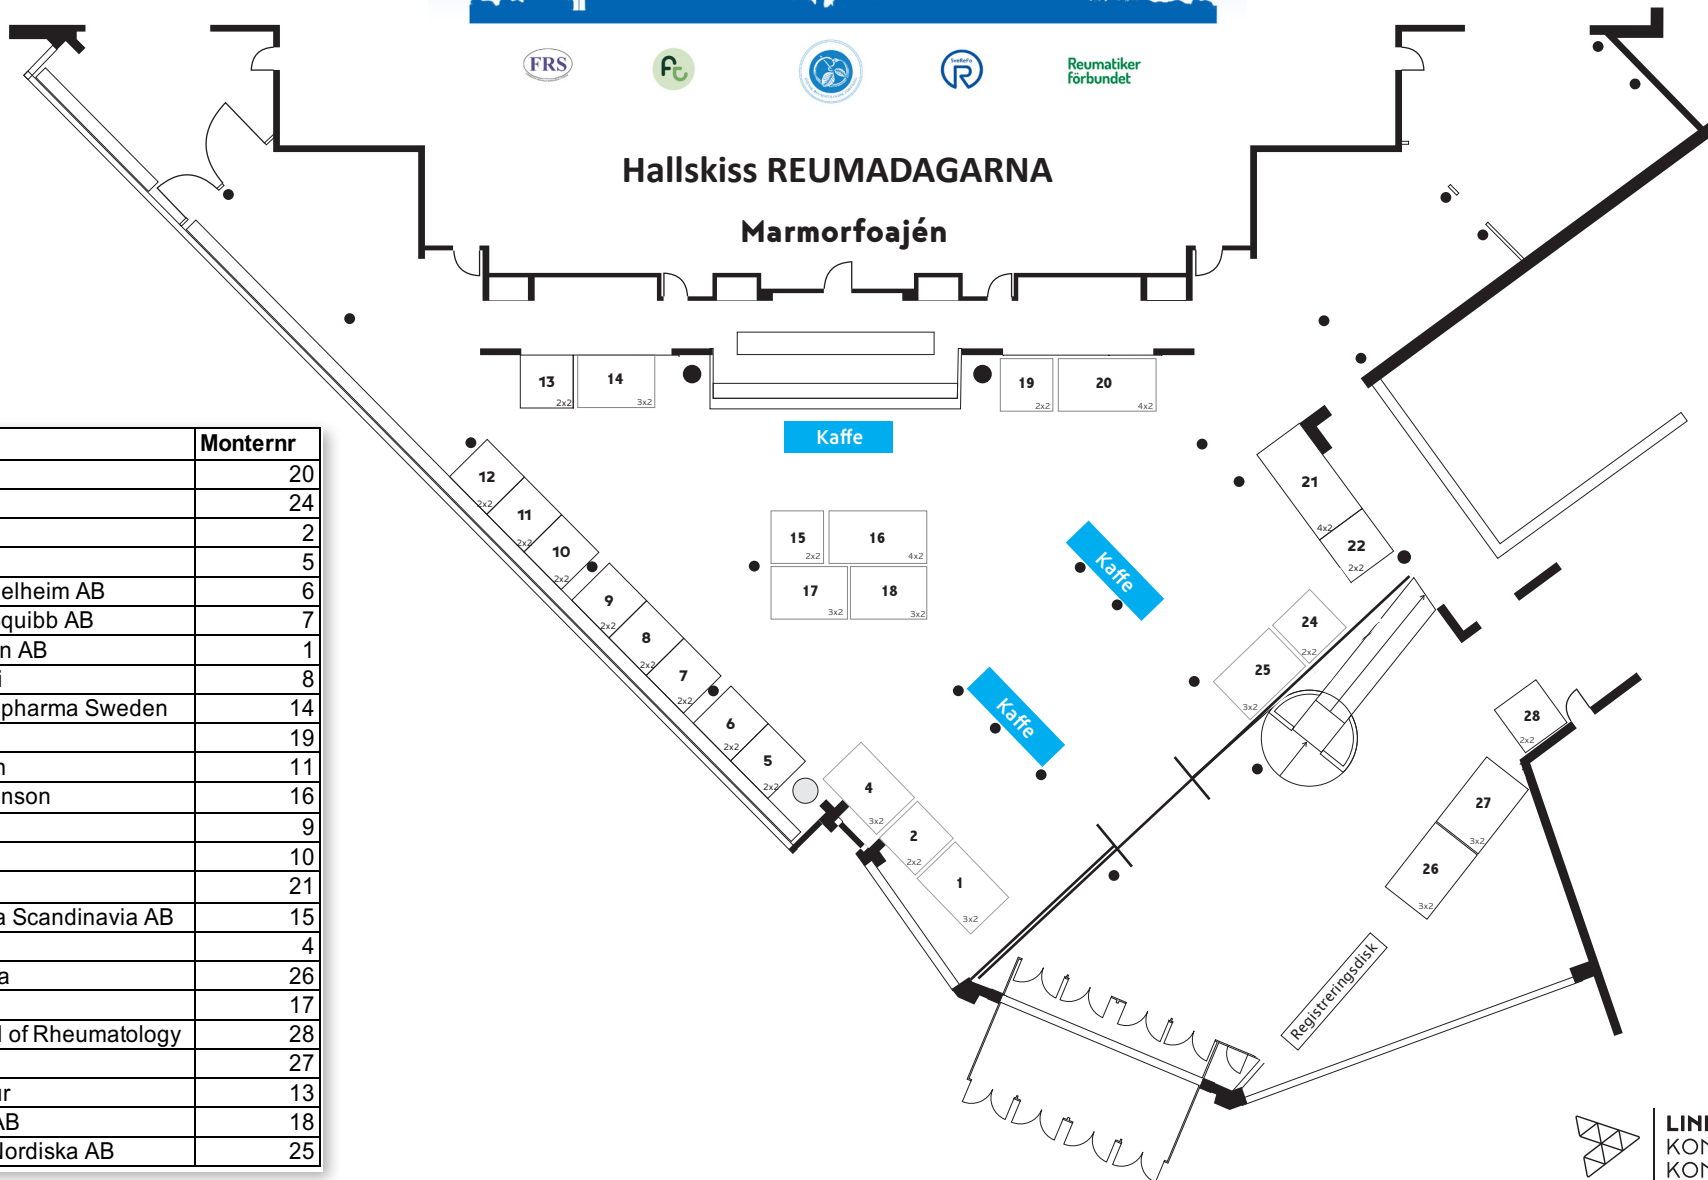 FRS
SveReFo
Reumatiker
förbundet
Hallskiss REUMADAGARNA
Marmorfoajén
13
2x2
14
3x2
19
2x2
20
4x2
Kaffe
12
2x2
11
2x2
10
2x2
9
2x2
8
2x2
7
2x2
6
2x2
5
2x2
15
2x2
16
4x2
17
3x2
18
3x2
Kaffe
Kaffe
21
4x2
22
2x2
24
2x2
25
3x2
4
3x2
2
2x2
1
3x2
28
2x2
27
3x2
26
3x2
Registreringsdisk
Monternr
20
24
2
5
elheim AB 6
quibb AB 7
n AB 1
i 8
pharma Sweden 14
19
n 11
nson 16
9
10
21
a Scandinavia AB 15
4
a 26
17
l of Rheumatology 28
27
ur 13
AB 18
Nordiska AB 25
LIN
KON
KON